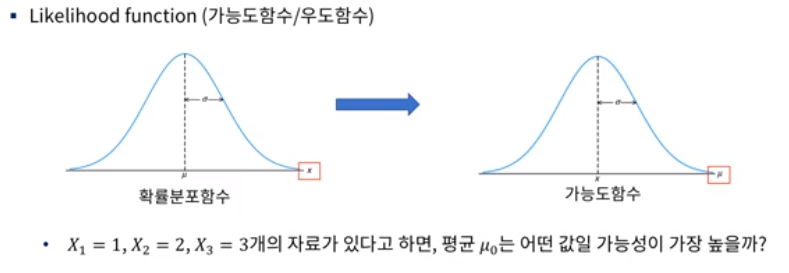 ▪ Likelihood function (가능도함수/우도함수)
σ
σ
μ
x
x
μ
확률분포함수
가능도함수
• X₁ = 1, X₂ = 2, X₃ = 3개의 자료가 있다고 하면, 평균 μ₀는 어떤 값일 가능성이 가장 높을까?